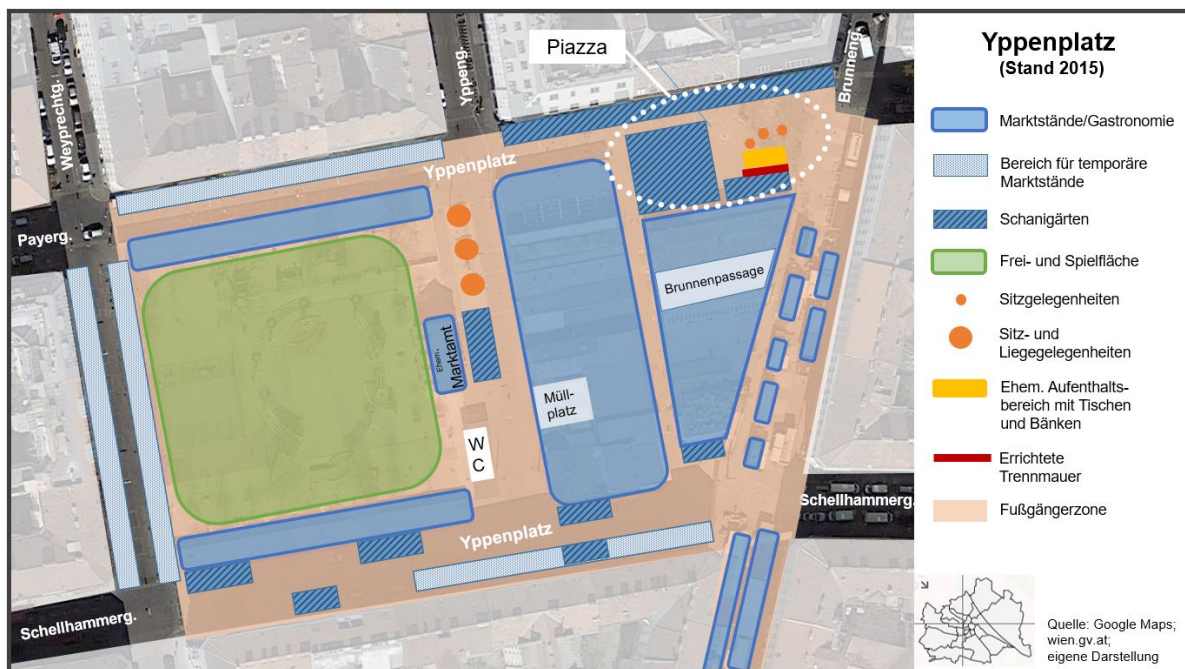 Piazza
Weyprechtg.
Yppeng.
Brunneng.
Yppenplatz
Payerg.
Brunnenpassage
Ehem.
Marktamt
Müll-
platz
W
C
Schellhammerg.
Yppenplatz
Schellhammerg.
Yppenplatz
(Stand 2015)
Marktstände/Gastronomie
Bereich für temporäre
Marktstände
Schanigärten
Frei- und Spielfläche
Sitzgelegenheiten
Sitz- und
Liegegelegenheiten
Ehem. Aufenthalts-
bereich mit Tischen
und Bänken
Errichtete
Trennmauer
Fußgängerzone
Quelle: Google Maps;
wien.gv.at;
eigene Darstellung